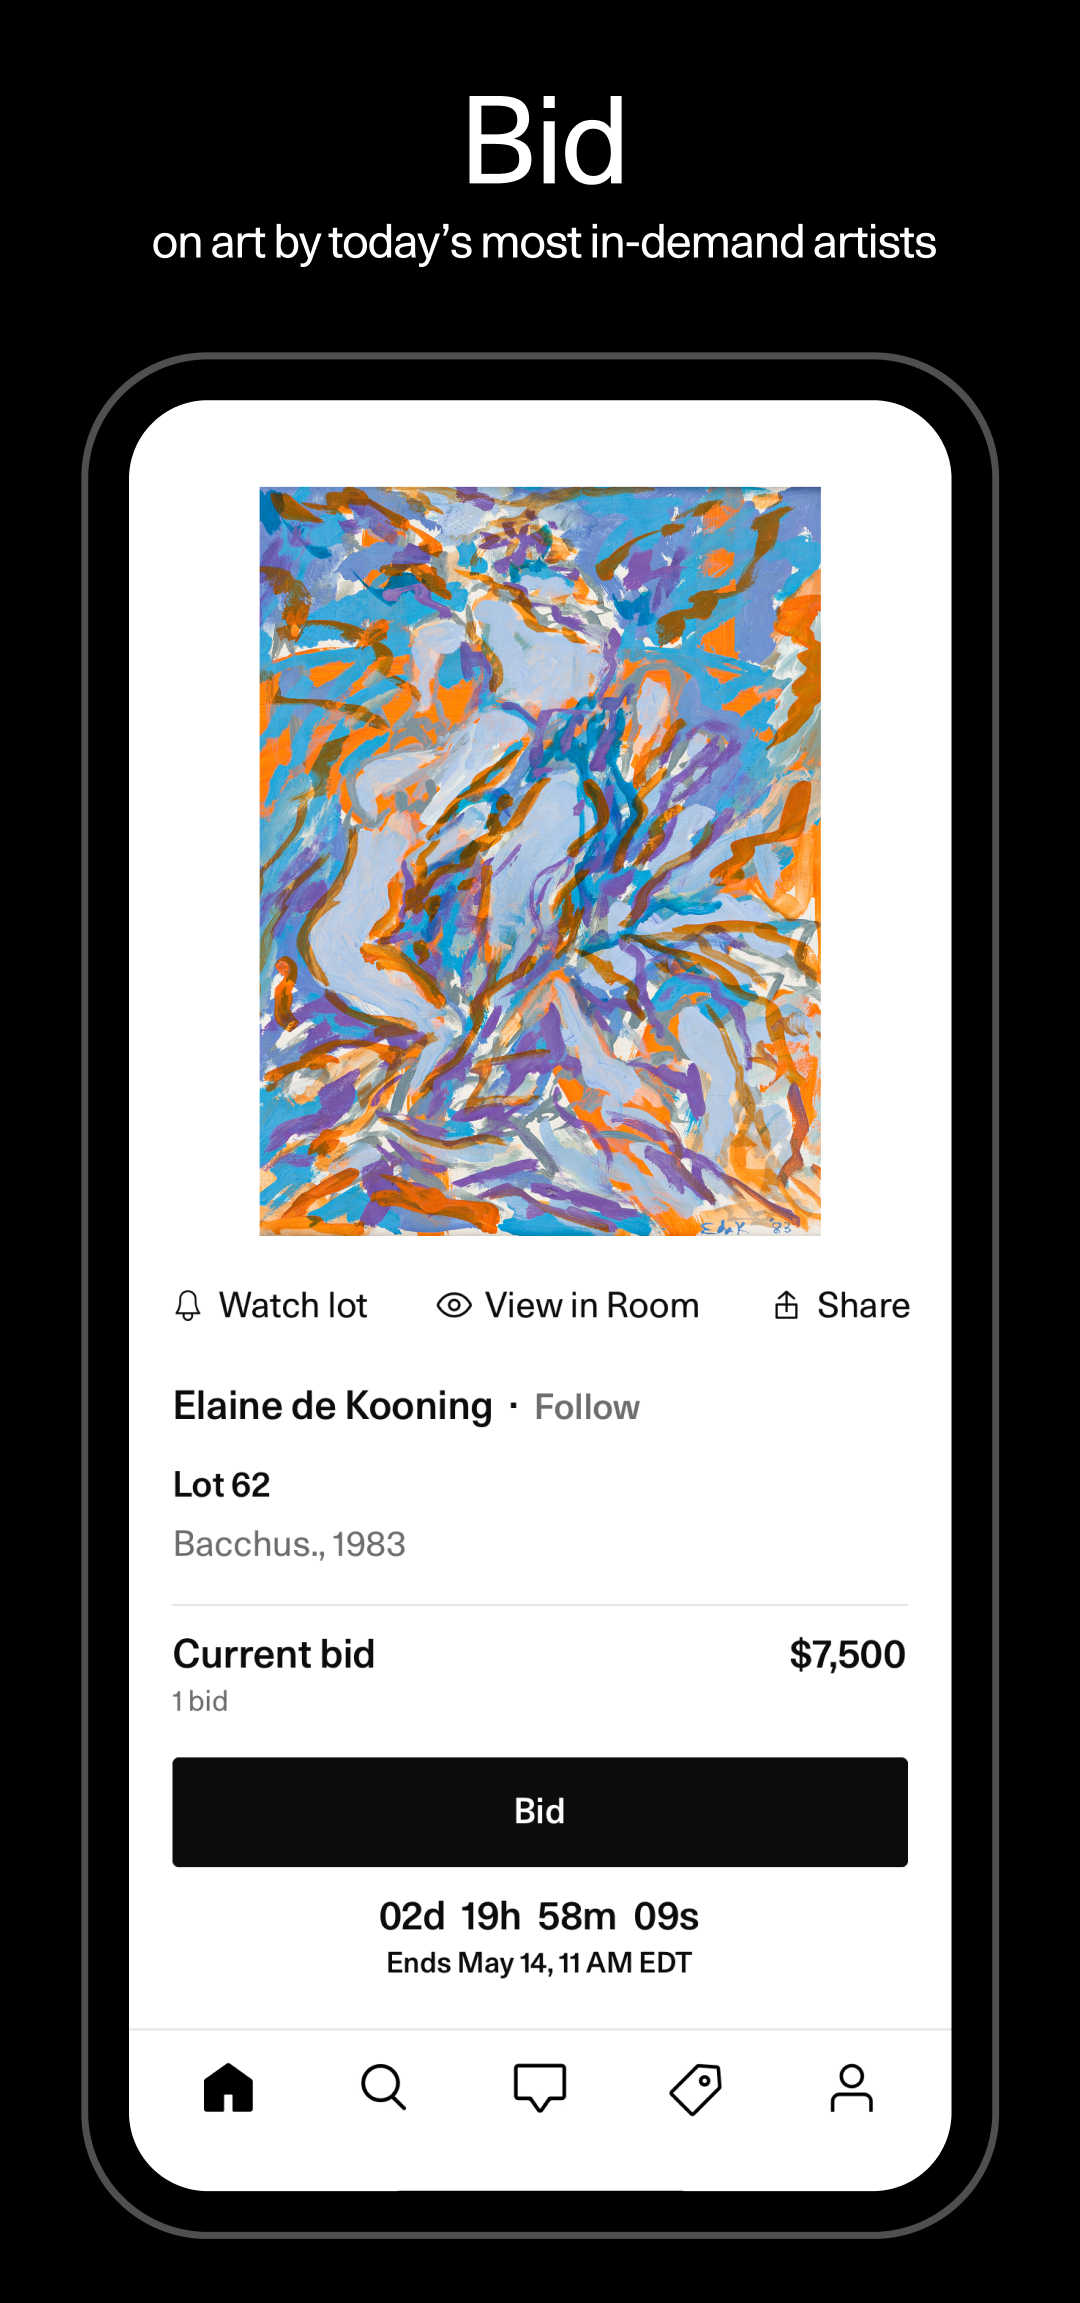 Bid
on art by today’s most in-demand artists
E de K '83
Watch lot
View in Room
Share
Elaine de Kooning · Follow
Lot 62
Bacchus., 1983
Current bid
$7,500
1 bid
Bid
02d 19h 58m 09s
Ends May 14, 11 AM EDT